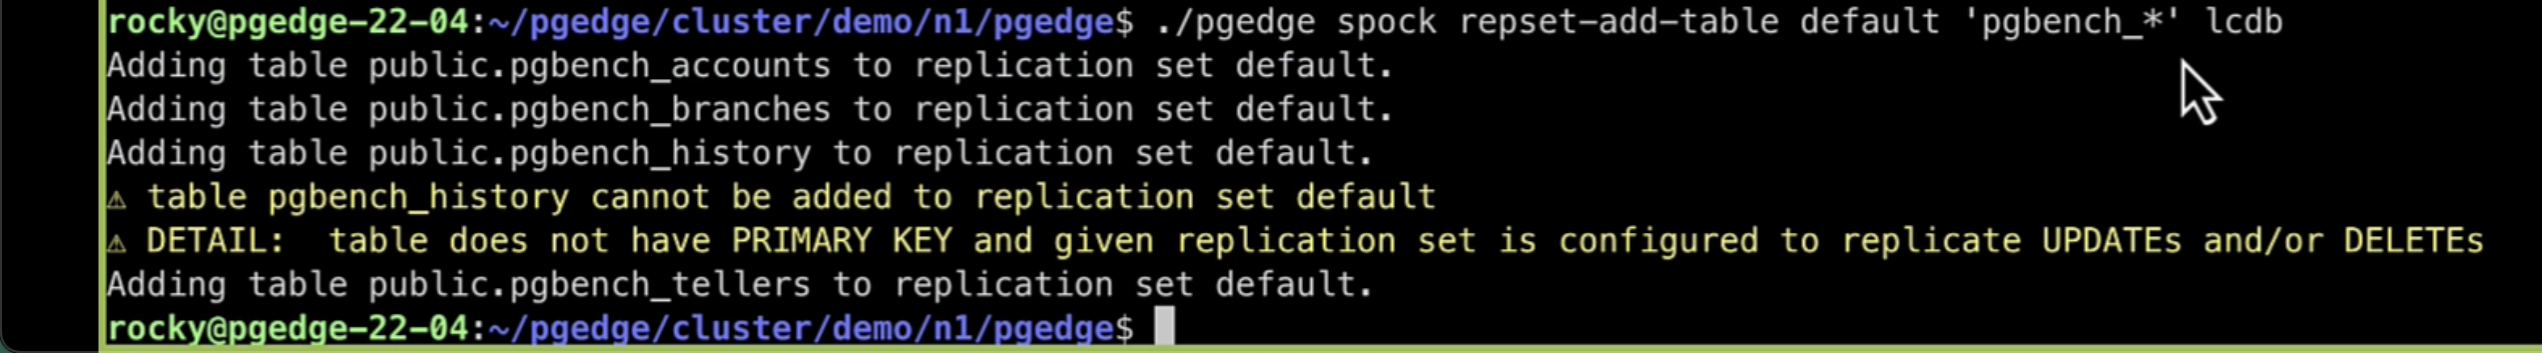 rocky@pgedge-22-04:~/pgedge/cluster/demo/n1/pgedge$ ./pgedge spock repset-add-table default 'pgbench_*' lcdb
Adding table public.pgbench_accounts to replication set default.
Adding table public.pgbench_branches to replication set default.
Adding table public.pgbench_history to replication set default.
⚠ table pgbench_history cannot be added to replication set default
⚠ DETAIL:  table does not have PRIMARY KEY and given replication set is configured to replicate UPDATEs and/or DELETEs
Adding table public.pgbench_tellers to replication set default.
rocky@pgedge-22-04:~/pgedge/cluster/demo/n1/pgedge$